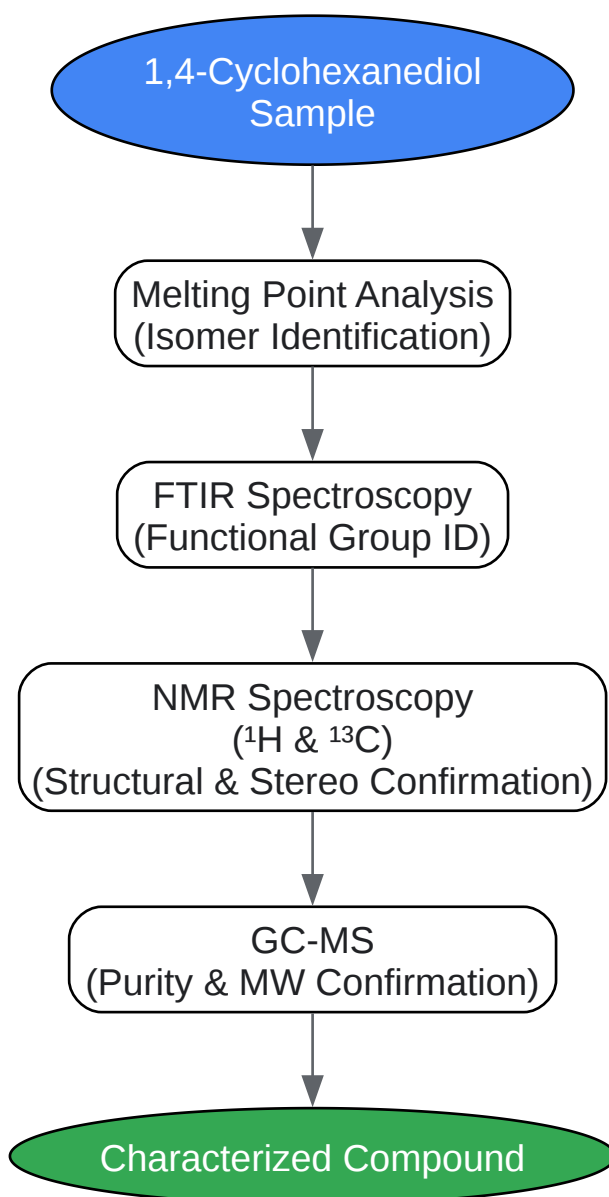 1,4-Cyclohexanediol
Sample
Melting Point Analysis
(Isomer Identification)
FTIR Spectroscopy
(Functional Group ID)
NMR Spectroscopy
(¹H & ¹³C)
(Structural & Stereo Confirmation)
GC-MS
(Purity & MW Confirmation)
Characterized Compound